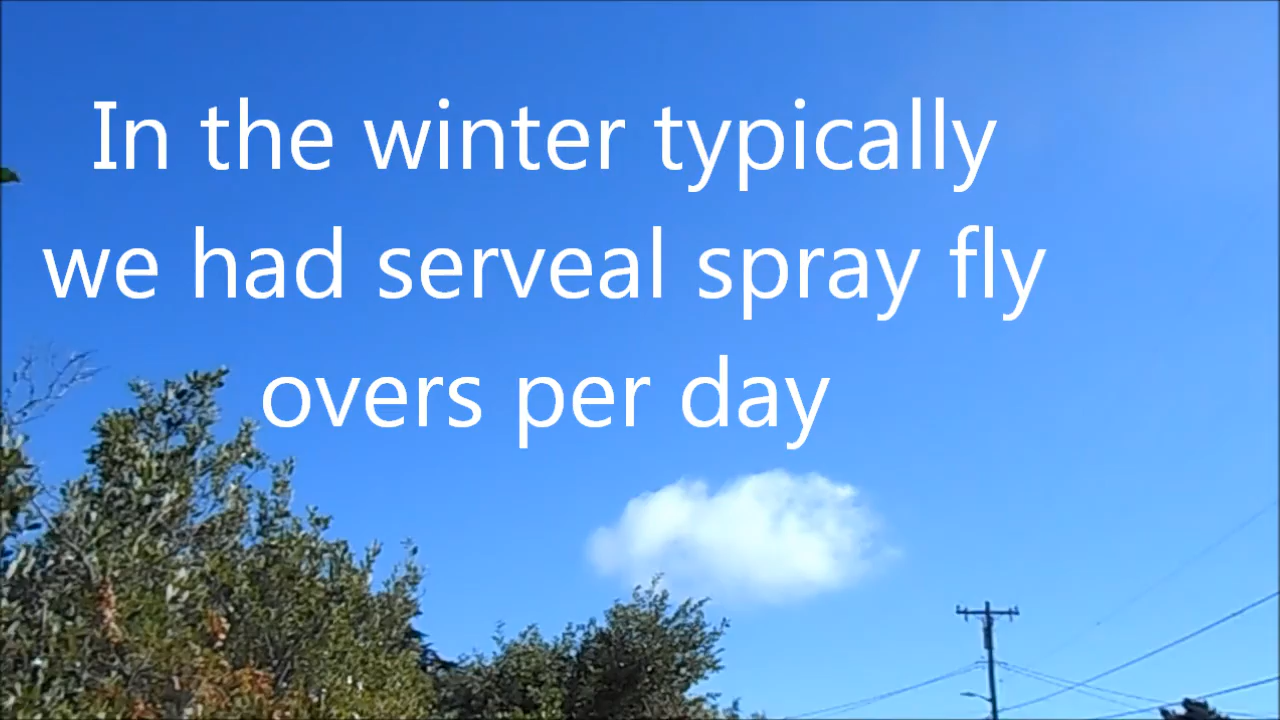 In the winter typically
we had serveal spray fly
overs per day